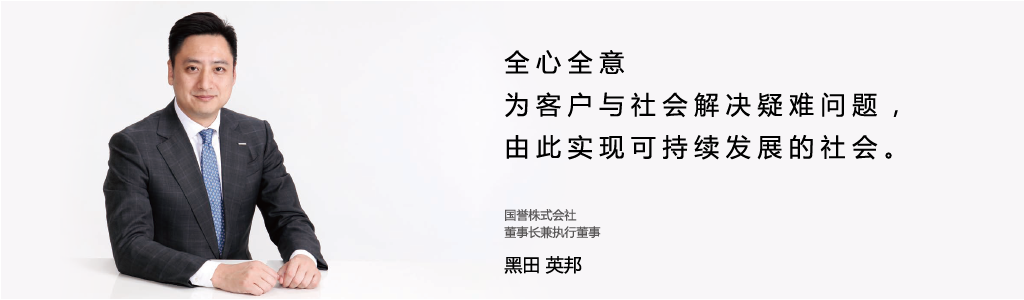 全心全意
为客户与社会解决疑难问题，
由此实现可持续发展的社会。
国誉株式会社
董事长兼执行董事
黑田 英邦